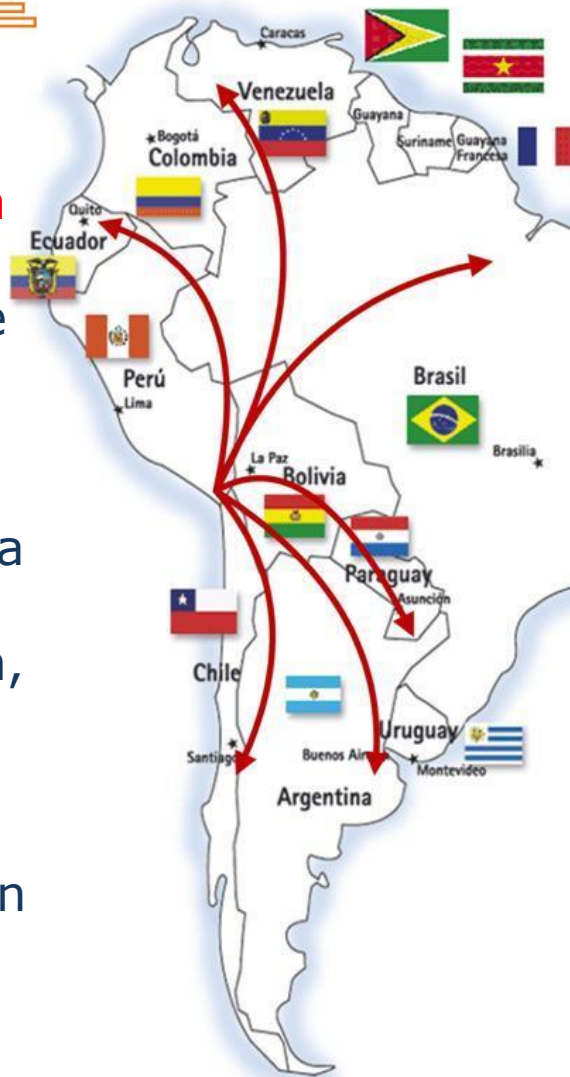 Caracas
Venezuela
Guayana
Suriname
Guayana
Francesa
Bogotá
Colombia
n
Quito
Ecuador
e
Perú
Lima
Brasil
Brasilia
La Paz
Bolivia
a
Paraguay
Asunción
,
Chile
Uruguay
Santiago
Buenos Aires
Montevideo
Argentina
n